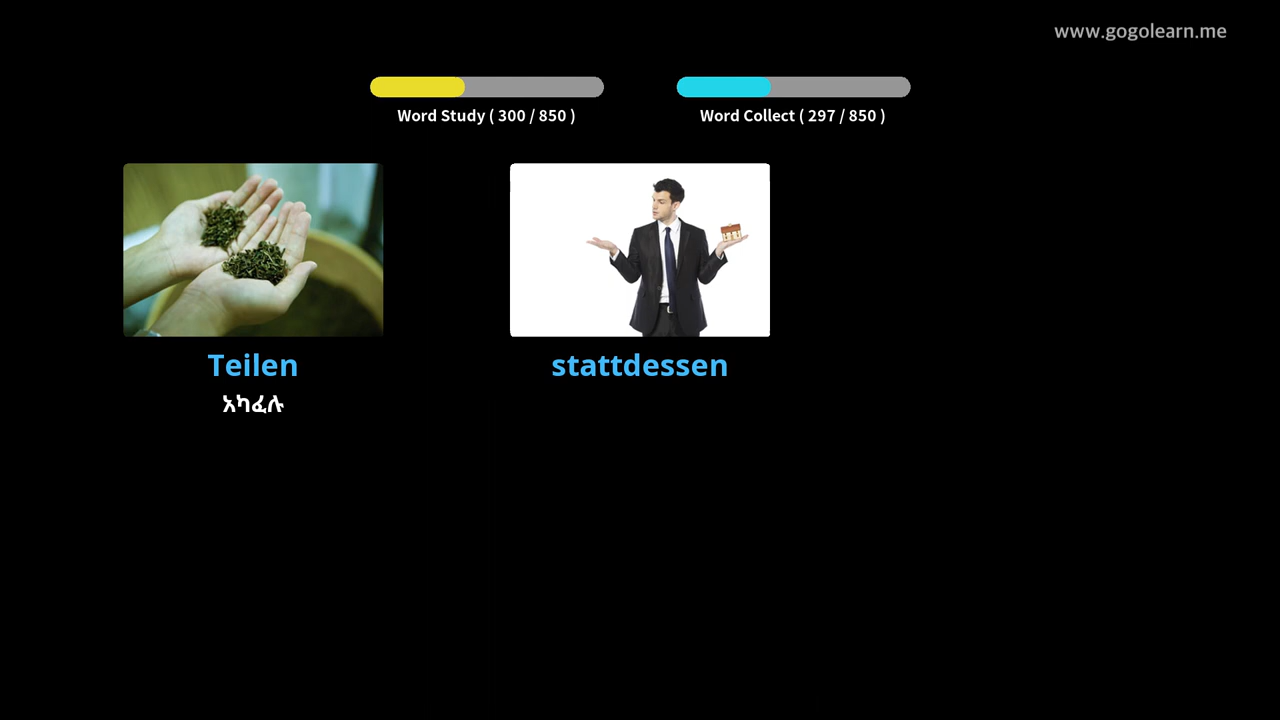 www.gogolearn.me
Word Study ( 300 / 850 )
Word Collect ( 297 / 850 )
Teilen
stattdessen
አካፈሉ